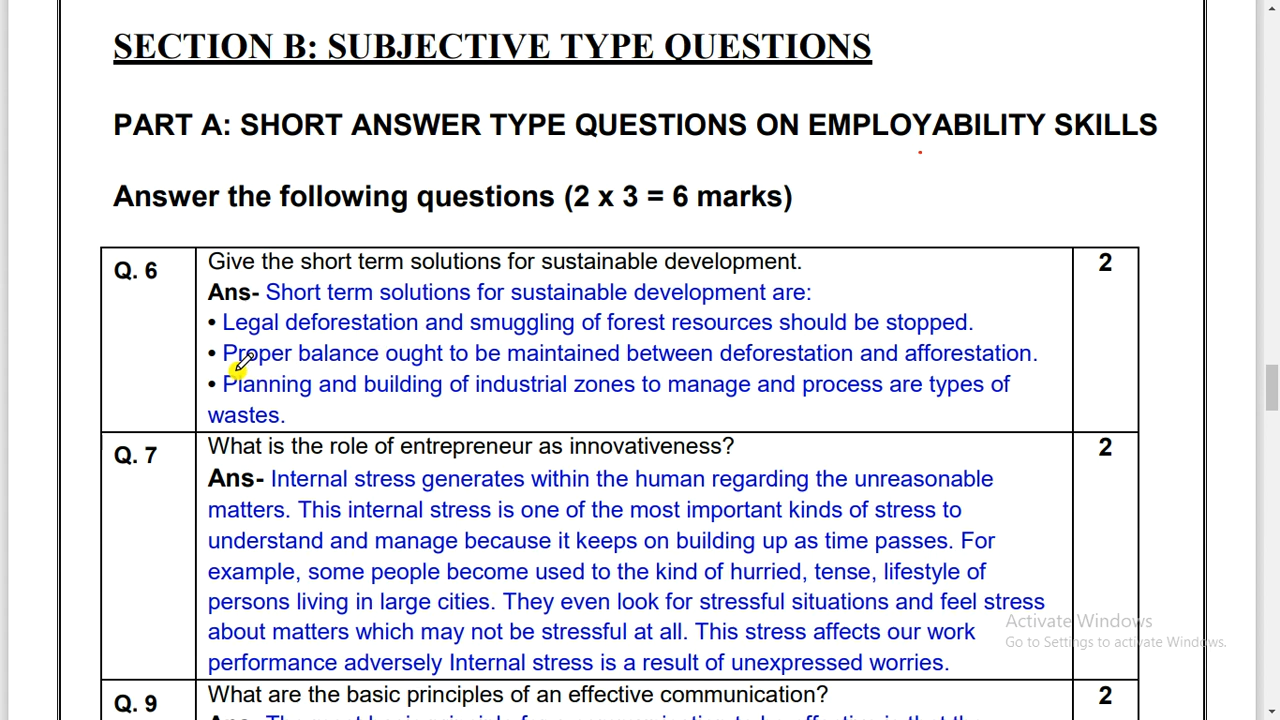 SECTION B: SUBJECTIVE TYPE QUESTIONS
PART A: SHORT ANSWER TYPE QUESTIONS ON EMPLOYABILITY SKILLS
Answer the following questions (2 x 3 = 6 marks)
Q. 6
Give the short term solutions for sustainable development.
2
Ans- Short term solutions for sustainable development are:
• Legal deforestation and smuggling of forest resources should be stopped.
• Proper balance ought to be maintained between deforestation and afforestation.
• Planning and building of industrial zones to manage and process are types of
wastes.
Q. 7
What is the role of entrepreneur as innovativeness?
2
Ans- Internal stress generates within the human regarding the unreasonable
matters. This internal stress is one of the most important kinds of stress to
understand and manage because it keeps on building up as time passes. For
example, some people become used to the kind of hurried, tense, lifestyle of
persons living in large cities. They even look for stressful situations and feel stress
about matters which may not be stressful at all. This stress affects our work
performance adversely Internal stress is a result of unexpressed worries.
Activate Windows
Go to Settings to activate Windows.
Q. 9
What are the basic principles of an effective communication?
2